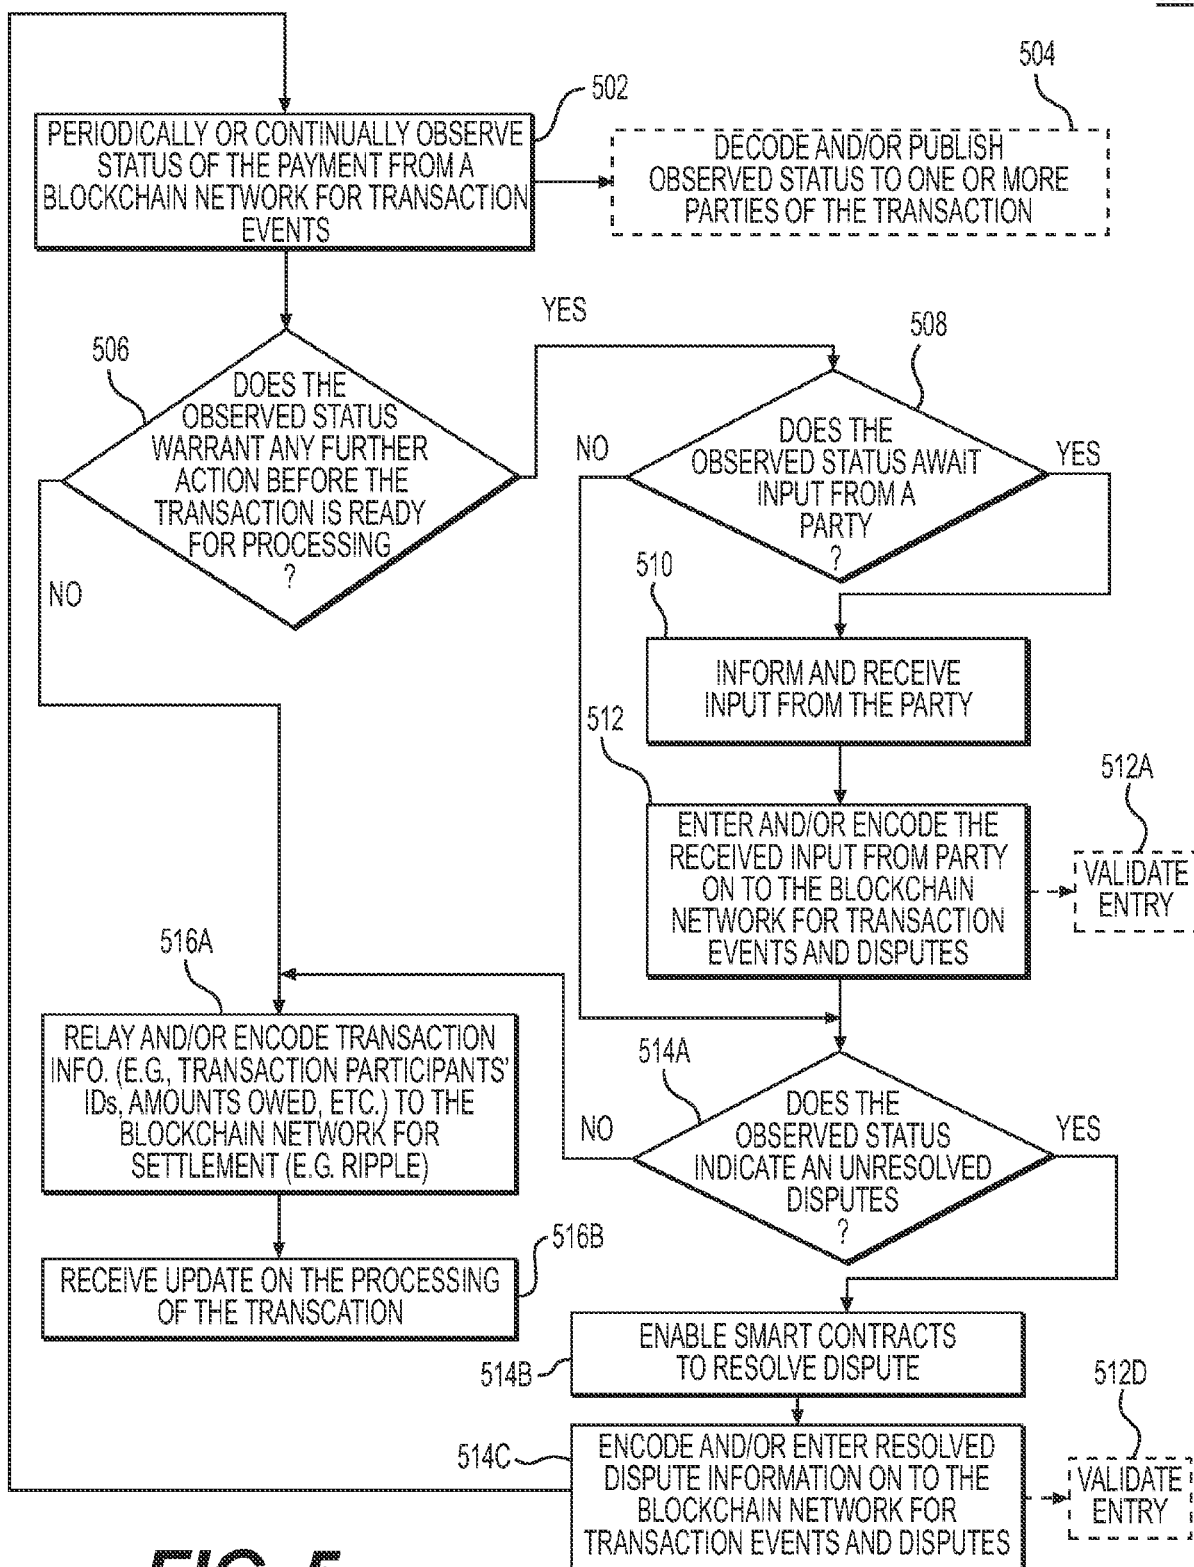 504
502
PERIODICALLY OR CONTINUALLY OBSERVE
STATUS OF THE PAYMENT FROM A
BLOCKCHAIN NETWORK FOR TRANSACTION
EVENTS
DECODE AND/OR PUBLISH
OBSERVED STATUS TO ONE OR MORE
PARTIES OF THE TRANSACTION
YES
506
508
DOES THE
OBSERVED STATUS
WARRANT ANY FURTHER
ACTION BEFORE THE
TRANSACTION IS READY
FOR PROCESSING
?
NO
NO
DOES THE
OBSERVED STATUS AWAIT
INPUT FROM A
PARTY
?
YES
510
INFORM AND RECEIVE
INPUT FROM THE PARTY
512
512A
ENTER AND/OR ENCODE THE
RECEIVED INPUT FROM PARTY
ON TO THE BLOCKCHAIN
NETWORK FOR TRANSACTION
EVENTS AND DISPUTES
VALIDATE
ENTRY
516A
RELAY AND/OR ENCODE TRANSACTION
INFO. (E.G., TRANSACTION PARTICIPANTS'
IDs, AMOUNTS OWED, ETC.) TO THE
BLOCKCHAIN NETWORK FOR
SETTLEMENT (E.G. RIPPLE)
514A
NO
DOES THE
OBSERVED STATUS
INDICATE AN UNRESOLVED
DISPUTES
?
YES
516B
RECEIVE UPDATE ON THE PROCESSING
OF THE TRANSCATION
ENABLE SMART CONTRACTS
TO RESOLVE DISPUTE
514B
512D
514C
ENCODE AND/OR ENTER RESOLVED
DISPUTE INFORMATION ON TO THE
BLOCKCHAIN NETWORK FOR
TRANSACTION EVENTS AND DISPUTES
VALIDATE
ENTRY
FIG. 5